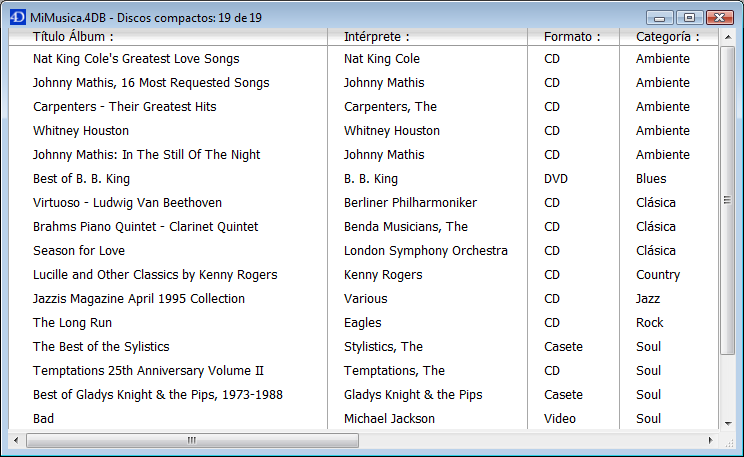 MiMusica.4DB - Discos compactos: 19 de 19
Título Álbum : Intérprete : Formato : Categoría :
Nat King Cole's Greatest Love Songs Nat King Cole CD Ambiente
Johnny Mathis, 16 Most Requested Songs Johnny Mathis CD Ambiente
Carpenters - Their Greatest Hits Carpenters, The CD Ambiente
Whitney Houston Whitney Houston CD Ambiente
Johnny Mathis: In The Still Of The Night Johnny Mathis CD Ambiente
Best of B. B. King B. B. King DVD Blues
Virtuoso - Ludwig Van Beethoven Berliner Philharmoniker CD Clásica
Brahms Piano Quintet - Clarinet Quintet Benda Musicians, The CD Clásica
Season for Love London Symphony Orchestra CD Clásica
Lucille and Other Classics by Kenny Rogers Kenny Rogers CD Country
Jazzis Magazine April 1995 Collection Various CD Jazz
The Long Run Eagles CD Rock
The Best of the Sylistics Stylistics, The Casete Soul
Temptations 25th Anniversary Volume II Temptations, The CD Soul
Best of Gladys Knight & the Pips, 1973-1988 Gladys Knight & the Pips Casete Soul
Bad Michael Jackson Video Soul